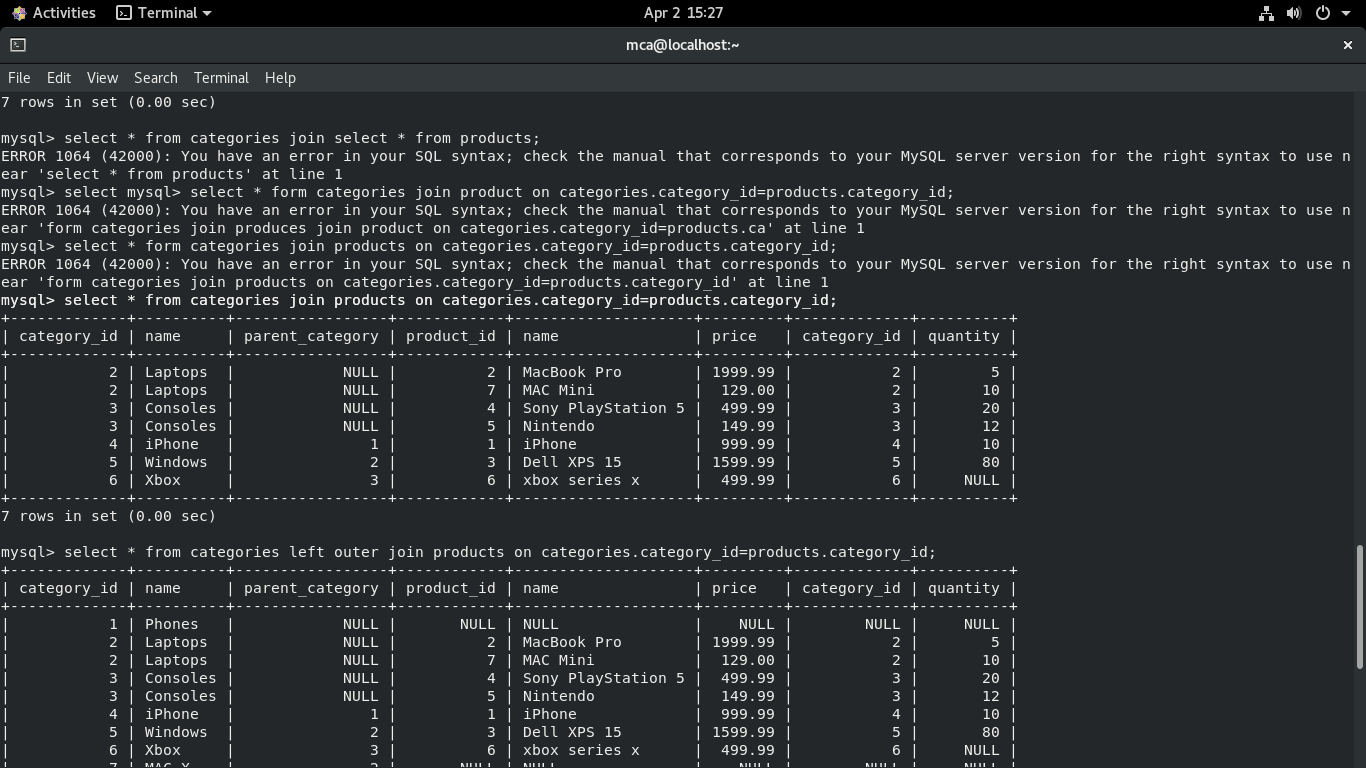 Activities Terminal Apr 2 15:27
mca@localhost:~
File Edit View Search Terminal Help
7 rows in set (0.00 sec)
mysql> select * from categories join select * from products;
ERROR 1064 (42000): You have an error in your SQL syntax; check the manual that corresponds to your MySQL server version for the right syntax to use n
ear 'select * from products' at line 1
mysql> select mysql> select * form categories join product on categories.category_id=products.category_id;
ERROR 1064 (42000): You have an error in your SQL syntax; check the manual that corresponds to your MySQL server version for the right syntax to use n
ear 'form categories join produces join product on categories.category_id=products.ca' at line 1
mysql> select * form categories join products on categories.category_id=products.category_id;
ERROR 1064 (42000): You have an error in your SQL syntax; check the manual that corresponds to your MySQL server version for the right syntax to use n
ear 'form categories join products on categories.category_id=products.category_id' at line 1
mysql> select * from categories join products on categories.category_id=products.category_id;
+-------------+----------+-----------------+------------+--------------------+---------+-------------+----------+
| category_id | name     | parent_category | product_id | name               | price   | category_id | quantity |
+-------------+----------+-----------------+------------+--------------------+---------+-------------+----------+
|           2 | Laptops  |            NULL |          2 | MacBook Pro        | 1999.99 |           2 |        5 |
|           2 | Laptops  |            NULL |          7 | MAC Mini           |  129.00 |           2 |       10 |
|           3 | Consoles |            NULL |          4 | Sony PlayStation 5 |  499.99 |           3 |       20 |
|           3 | Consoles |            NULL |          5 | Nintendo           |  149.99 |           3 |       12 |
|           4 | iPhone   |               1 |          1 | iPhone             |  999.99 |           4 |       10 |
|           5 | Windows  |               2 |          3 | Dell XPS 15        | 1599.99 |           5 |       80 |
|           6 | Xbox     |               3 |          6 | xbox series x      |  499.99 |           6 |     NULL |
+-------------+----------+-----------------+------------+--------------------+---------+-------------+----------+
7 rows in set (0.00 sec)
mysql> select * from categories left outer join products on categories.category_id=products.category_id;
+-------------+----------+-----------------+------------+--------------------+---------+-------------+----------+
| category_id | name     | parent_category | product_id | name               | price   | category_id | quantity |
+-------------+----------+-----------------+------------+--------------------+---------+-------------+----------+
|           1 | Phones   |            NULL |       NULL | NULL               |    NULL |        NULL |     NULL |
|           2 | Laptops  |            NULL |          2 | MacBook Pro        | 1999.99 |           2 |        5 |
|           2 | Laptops  |            NULL |          7 | MAC Mini           |  129.00 |           2 |       10 |
|           3 | Consoles |            NULL |          4 | Sony PlayStation 5 |  499.99 |           3 |       20 |
|           3 | Consoles |            NULL |          5 | Nintendo           |  149.99 |           3 |       12 |
|           4 | iPhone   |               1 |          1 | iPhone             |  999.99 |           4 |       10 |
|           5 | Windows  |               2 |          3 | Dell XPS 15        | 1599.99 |           5 |       80 |
|           6 | Xbox     |               3 |          6 | xbox series x      |  499.99 |           6 |     NULL |